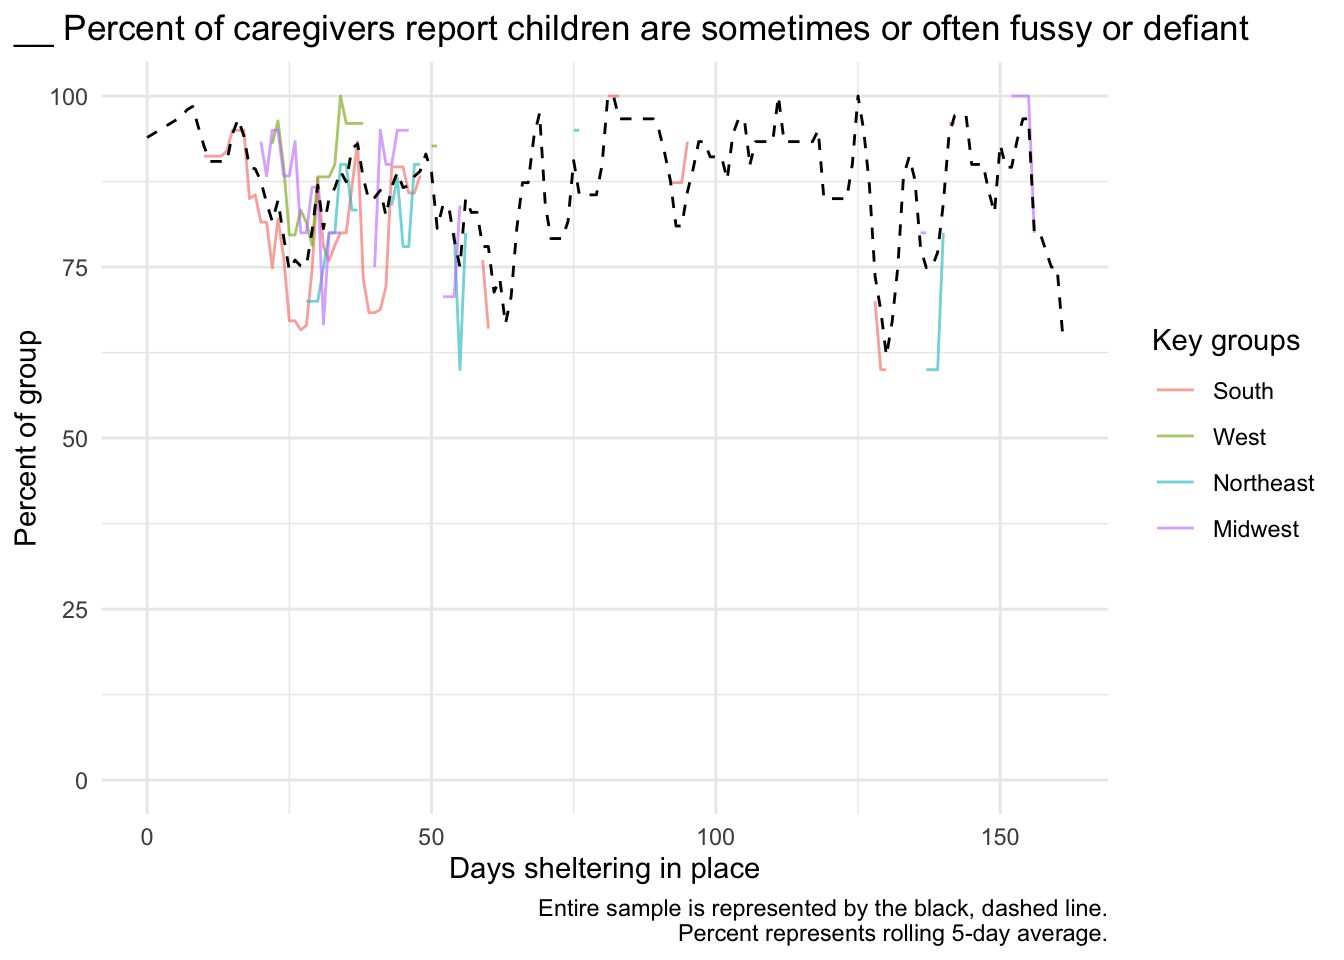 __ Percent of caregivers report children are sometimes or often fussy or defiant
100
75
50
25
0
Percent of group
0 50 100 150
Days sheltering in place
Key groups
South
West
Northeast
Midwest
Entire sample is represented by the black, dashed line.
Percent represents rolling 5-day average.